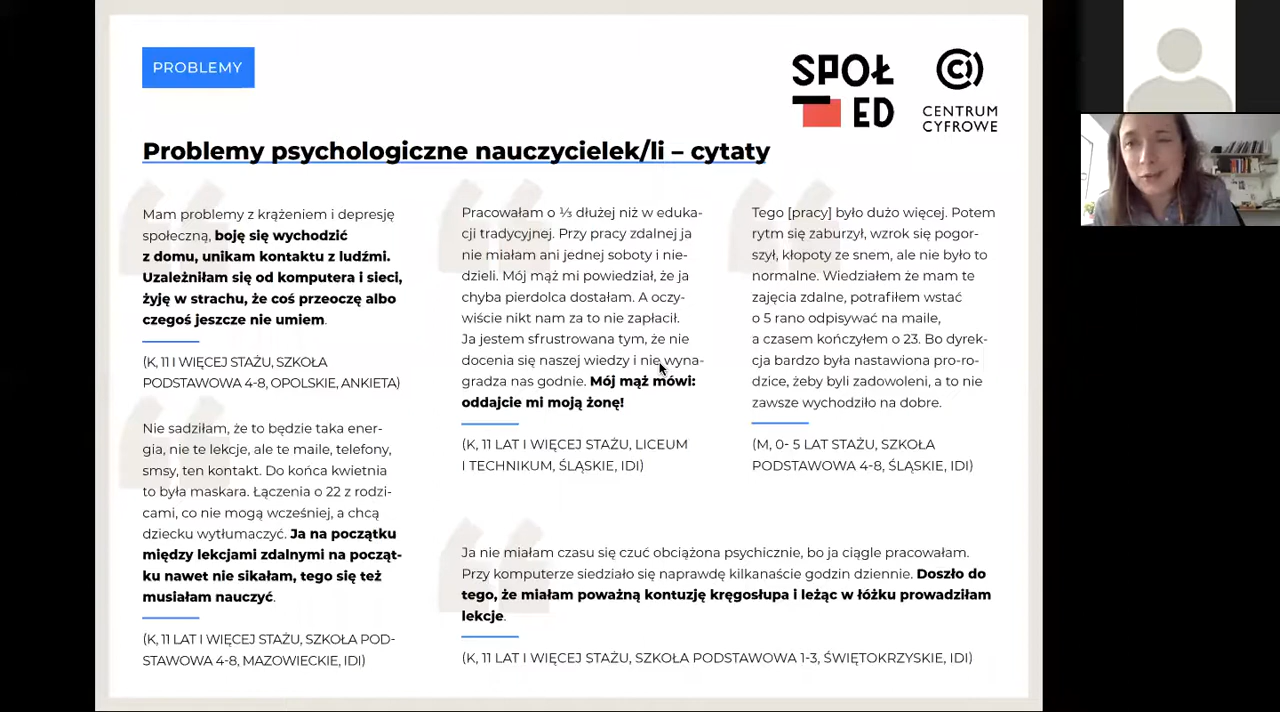 PROBLEMY
SPOŁ
ED
CENTRUM
CYFROWE
Problemy psychologiczne nauczycielek/li – cytaty
Mam problemy z krążeniem i depresję
społeczną, boję się wychodzić
z domu, unikam kontaktu z ludźmi.
Uzależniłam się od komputera i sieci,
żyję w strachu, że coś przeoczę albo
czegoś jeszcze nie umiem.
(K, 11 I WIĘCEJ STAŻU, SZKOŁA
PODSTAWOWA 4-8, OPOLSKIE, ANKIETA)
Nie sadziłam, że to będzie taka ener-
gia, nie te lekcje, ale te maile, telefony,
smsy, ten kontakt. Do końca kwietnia
to była maskara. Łączenia o 22 z rodzi-
cami, co nie mogą wcześniej, a chcą
dziecku wytłumaczyć. Ja na początku
między lekcjami zdalnymi na począt-
ku nawet nie sikałam, tego się też
musiałam nauczyć.
(K, 11 LAT I WIĘCEJ STAŻU, SZKOŁA POD-
STAWOWA 4-8, MAZOWIECKIE, IDI)
Pracowałam o ⅓ dłużej niż w eduka-
cji tradycyjnej. Przy pracy zdalnej ja
nie miałam ani jednej soboty i nie-
dzieli. Mój mąż mi powiedział, że ja
chyba pierdolca dostałam. A oczy-
wiście nikt nam za to nie zapłacił.
Ja jestem sfrustrowana tym, że nie
docenia się naszej wiedzy i nie wyna-
gradza nas godnie. Mój mąż mówi:
oddajcie mi moją żonę!
(K, 11 LAT I WIĘCEJ STAŻU, LICEUM
I TECHNIKUM, ŚLĄSKIE, IDI)
Tego [pracy] było dużo więcej. Potem
rytm się zaburzył, wzrok się pogor-
szył, kłopoty ze snem, ale nie było to
normalne. Wiedziałem że mam te
zajęcia zdalne, potrafiłem wstać
o 5 rano odpisywać na maile,
a czasem kończyłem o 23. Bo dyrek-
cja bardzo była nastawiona pro-ro-
dzice, żeby byli zadowoleni, a to nie
zawsze wychodziło na dobre.
(M, 0- 5 LAT STAŻU, SZKOŁA
PODSTAWOWA 4-8, ŚLĄSKIE, IDI)
Ja nie miałam czasu się czuć obciążona psychicznie, bo ja ciągle pracowałam.
Przy komputerze siedziało się naprawdę kilkanaście godzin dziennie. Doszło do
tego, że miałam poważną kontuzję kręgosłupa i leżąc w łóżku prowadziłam
lekcje.
(K, 11 LAT I WIĘCEJ STAŻU, SZKOŁA PODSTAWOWA 1-3, ŚWIĘTOKRZYSKIE, IDI)